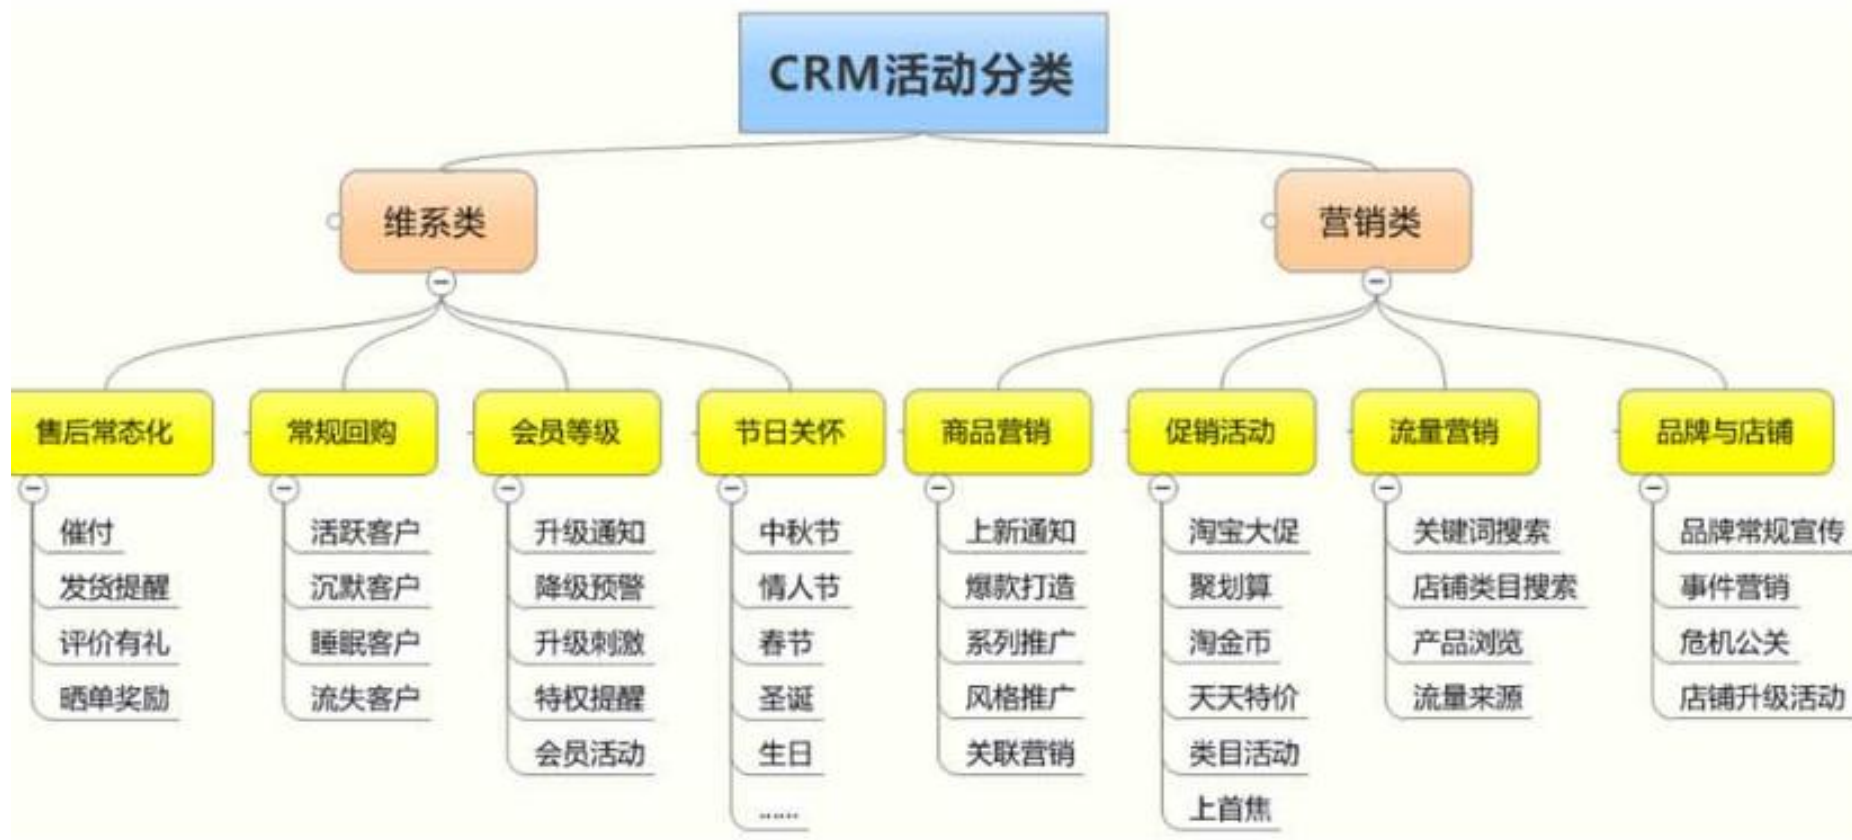 CRM活动分类
维系类
营销类
售后常态化
催付
发货提醒
评价有礼
晒单奖励
常规回购
活跃客户
沉默客户
睡眠客户
流失客户
会员等级
升级通知
降级预警
升级刺激
特权提醒
会员活动
节日关怀
中秋节
情人节
春节
圣诞
生日
......
商品营销
上新通知
爆款打造
系列推广
风格推广
关联营销
促销活动
淘宝大促
聚划算
淘金币
天天特价
类目活动
上首焦
流量营销
关键词搜索
店铺类目搜索
产品浏览
流量来源
品牌与店铺
品牌常规宣传
事件营销
危机公关
店铺升级活动